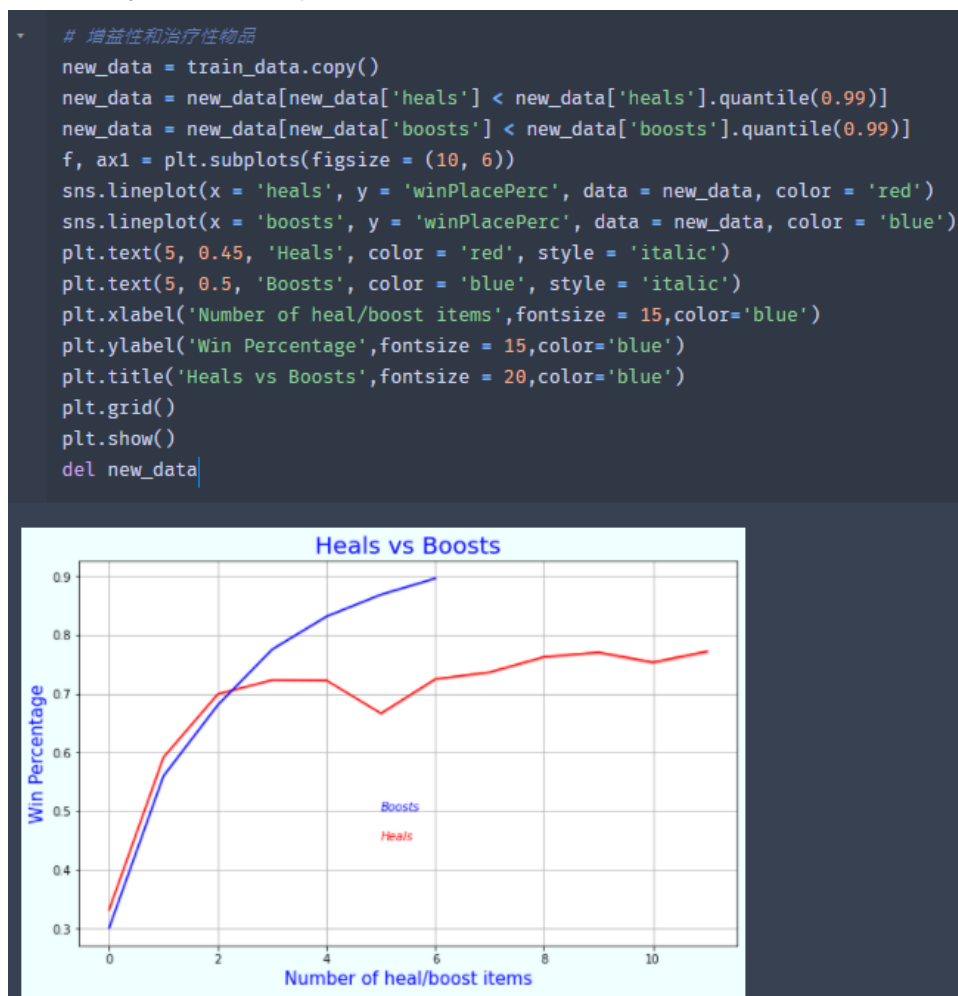 # 增益性和治疗性物品
new_data = train_data.copy()
new_data = new_data[new_data['heals'] < new_data['heals'].quantile(0.99)]
new_data = new_data[new_data['boosts'] < new_data['boosts'].quantile(0.99)]
f, ax1 = plt.subplots(figsize = (10, 6))
sns.lineplot(x = 'heals', y = 'winPlacePerc', data = new_data, color = 'red')
sns.lineplot(x = 'boosts', y = 'winPlacePerc', data = new_data, color = 'blue')
plt.text(5, 0.45, 'Heals', color = 'red', style = 'italic')
plt.text(5, 0.5, 'Boosts', color = 'blue', style = 'italic')
plt.xlabel('Number of heal/boost items',fontsize = 15,color='blue')
plt.ylabel('Win Percentage',fontsize = 15,color='blue')
plt.title('Heals vs Boosts',fontsize = 20,color='blue')
plt.grid()
plt.show()
del new_data
Heals vs Boosts
Win Percentage
0.9
0.8
0.7
0.6
0.5
0.4
0.3
Boosts
Heals
0 2 4 6 8 10
Number of heal/boost items